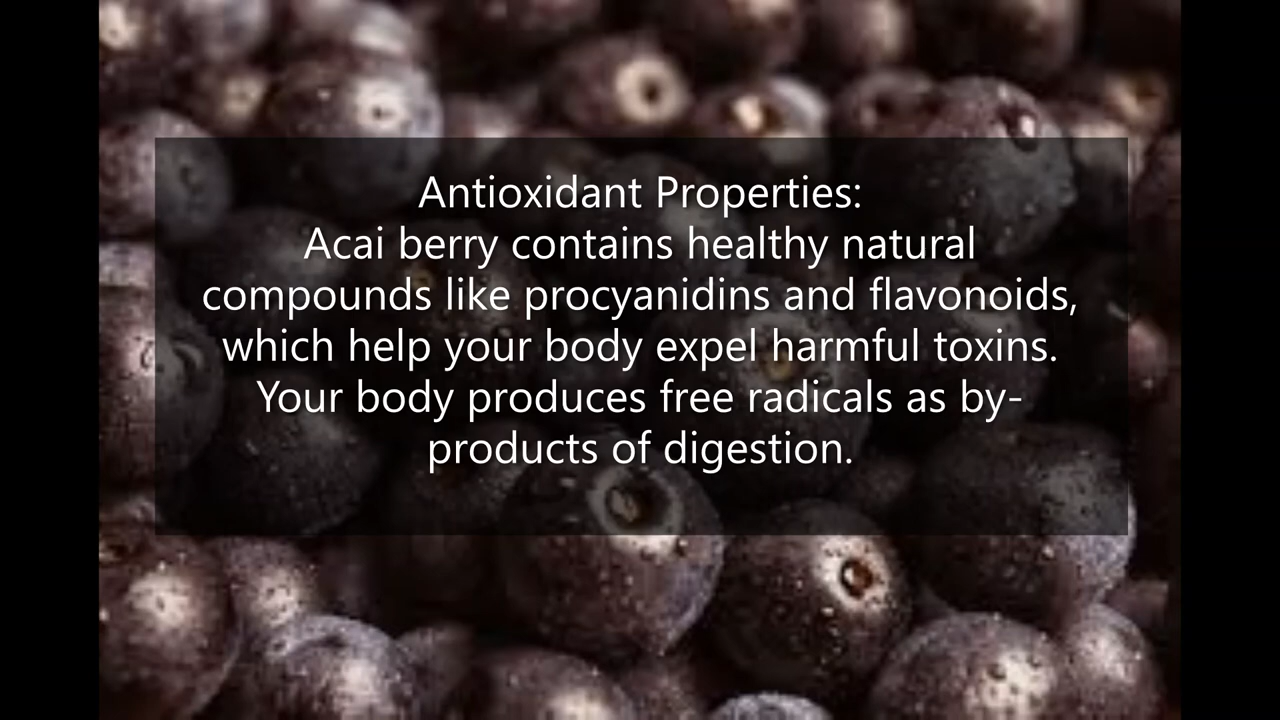 Antioxidant Properties:
Acai berry contains healthy natural
compounds like procyanidins and flavonoids,
which help your body expel harmful toxins.
Your body produces free radicals as by-
products of digestion.